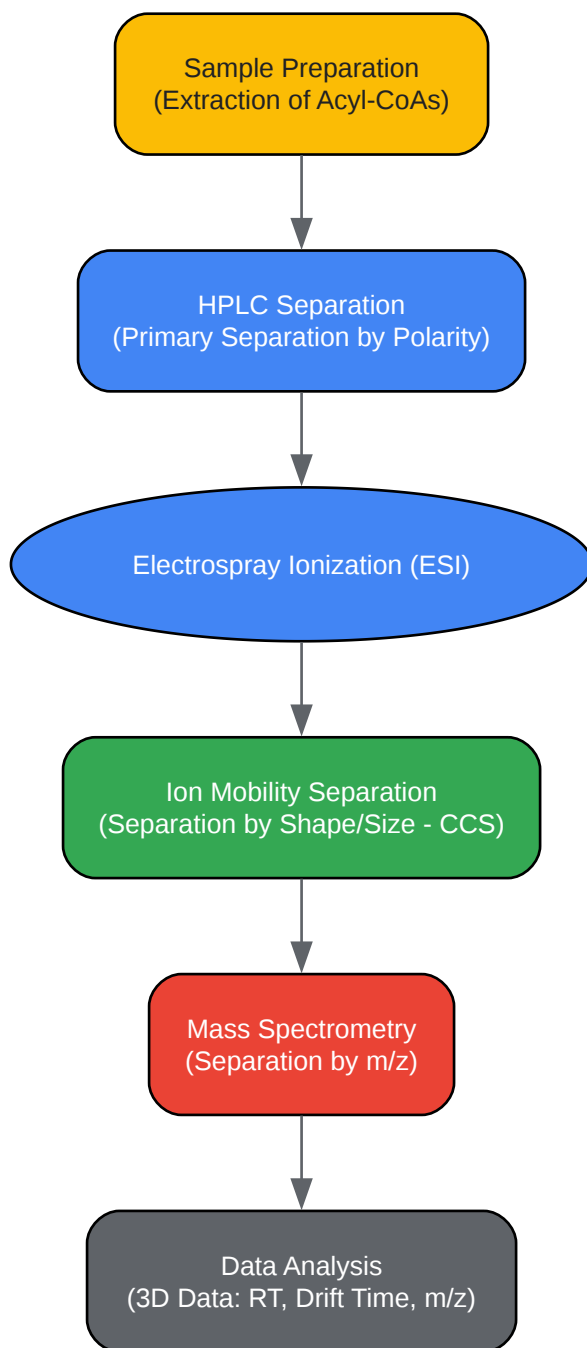 Sample Preparation
(Extraction of Acyl-CoAs)
HPLC Separation
(Primary Separation by Polarity)
Electrospray Ionization (ESI)
Ion Mobility Separation
(Separation by Shape/Size - CCS)
Mass Spectrometry
(Separation by m/z)
Data Analysis
(3D Data: RT, Drift Time, m/z)